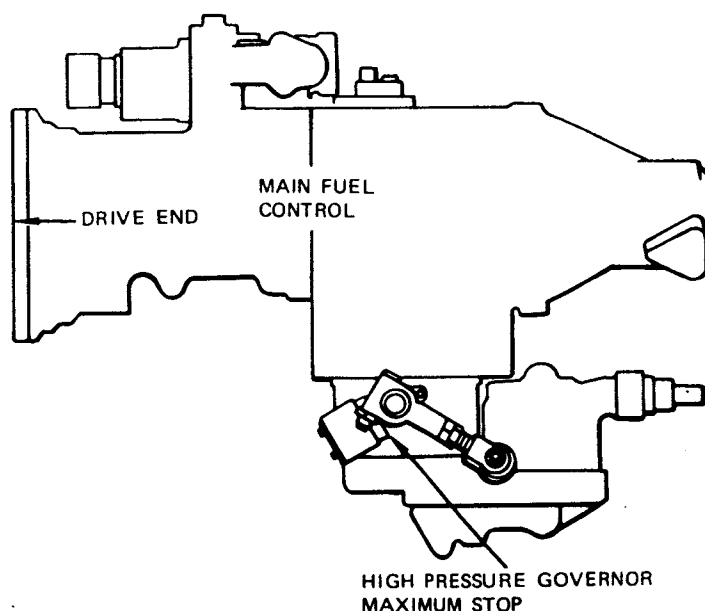 MAIN FUEL
CONTROL
DRIVE END
HIGH PRESSURE GOVERNOR
MAXIMUM STOP